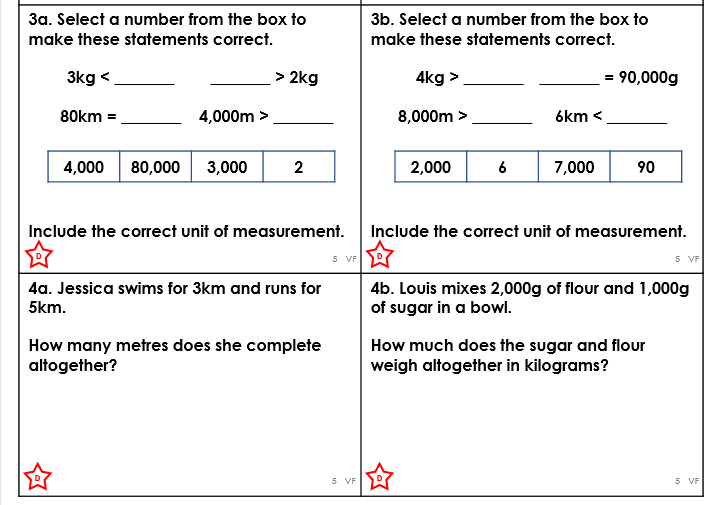 3a. Select a number from the box to
make these statements correct.
3kg < _______ _______ > 2kg
80km = _______ 4,000m > _______
4,000 80,000 3,000 2
Include the correct unit of measurement.
D
5 VF
3b. Select a number from the box to
make these statements correct.
4kg > _______ _______ = 90,000g
8,000m > _______ 6km < _______
2,000 6 7,000 90
Include the correct unit of measurement.
D
5 VF
4a. Jessica swims for 3km and runs for
5km.
How many metres does she complete
altogether?
D
5 VF
4b. Louis mixes 2,000g of flour and 1,000g
of sugar in a bowl.
How much does the sugar and flour
weigh altogether in kilograms?
D
5 VF